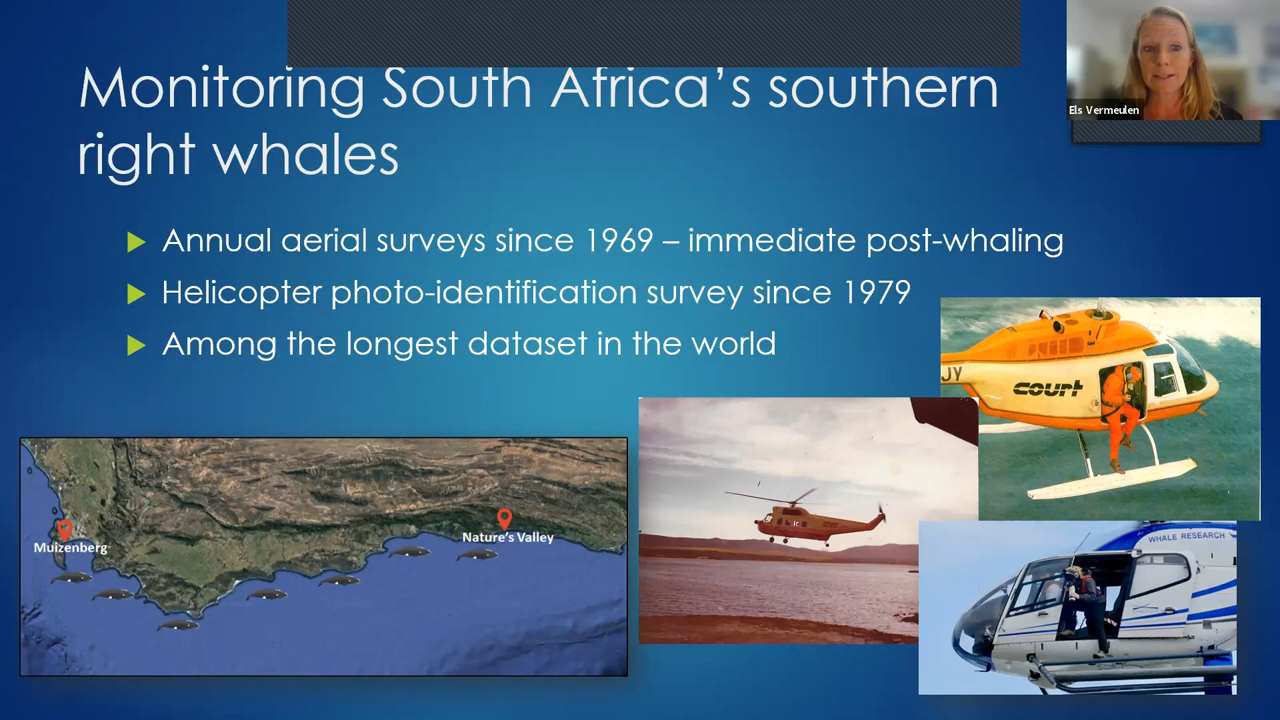 Monitoring South Africa's southern
right whales
Els Vermeulen
Annual aerial surveys since 1969 – immediate post-whaling
Helicopter photo-identification survey since 1979
Among the longest dataset in the world
JY
COURT
Muizenberg
Nature's Valley
WHALE RESEARCH